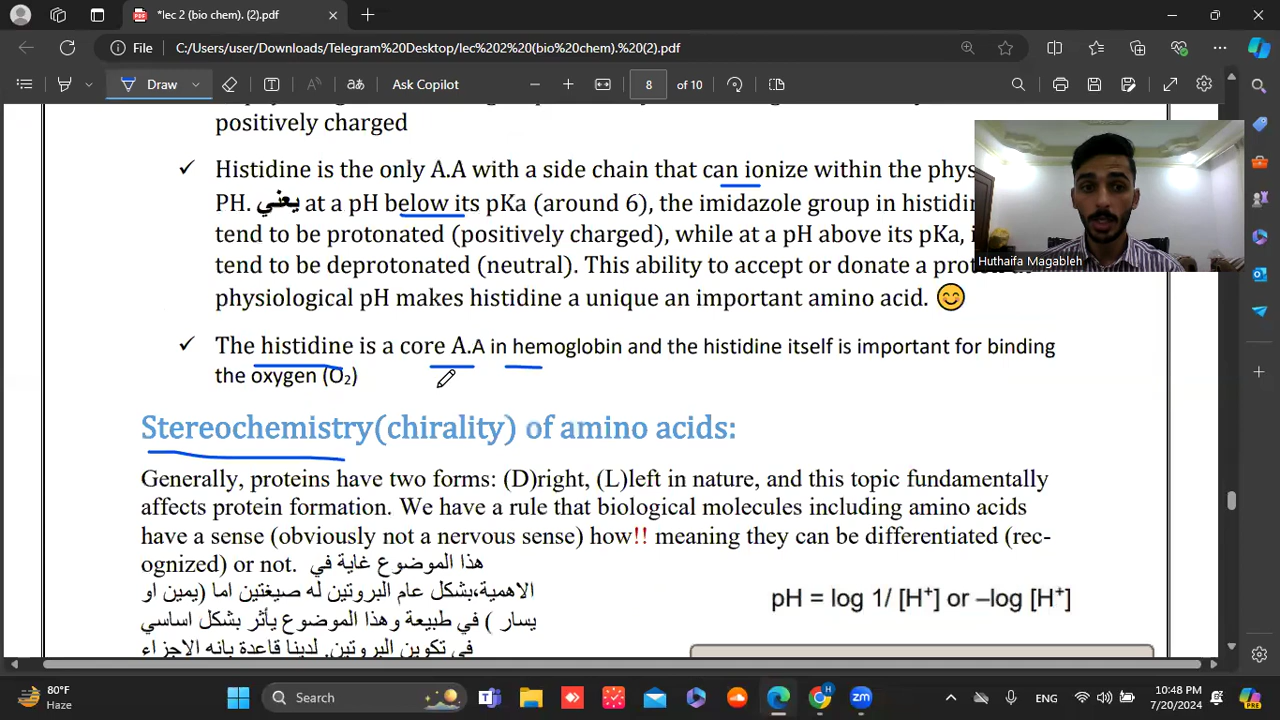 *lec 2 (bio chem). (2).pdf
File C:/Users/user/Downloads/Telegram%20Desktop/lec%202%20(bio%20chem).%20(2).pdf
Draw Ask Copilot 8 of 10
positively charged
✓ Histidine is the only A.A with a side chain that can ionize within the phys
PH. يعني at a pH below its pKa (around 6), the imidazole group in histidin
tend to be protonated (positively charged), while at a pH above its pKa, i
tend to be deprotonated (neutral). This ability to accept or donate a proton
physiological pH makes histidine a unique an important amino acid. 😊
Huthaifa Magableh
✓ The histidine is a core A.A in hemoglobin and the histidine itself is important for binding
the oxygen (O₂)
Stereochemistry(chirality) of amino acids:
Generally, proteins have two forms: (D)right, (L)left in nature, and this topic fundamentally
affects protein formation. We have a rule that biological molecules including amino acids
have a sense (obviously not a nervous sense) how!! meaning they can be differentiated (rec-
ognized) or not. هذا الموضوع غاية في
الاهمية،بشكل عام البروتين له صيغتين اما (يمين او
يسار ) في طبيعة وهذا الموضوع يأثر بشكل اساسي
في تكوين البروتين. لدينا قاعدة بانه الاجزاء
pH = log 1/ [H⁺] or –log [H⁺]
80°F
Haze
Search
ENG
10:48 PM
7/20/2024